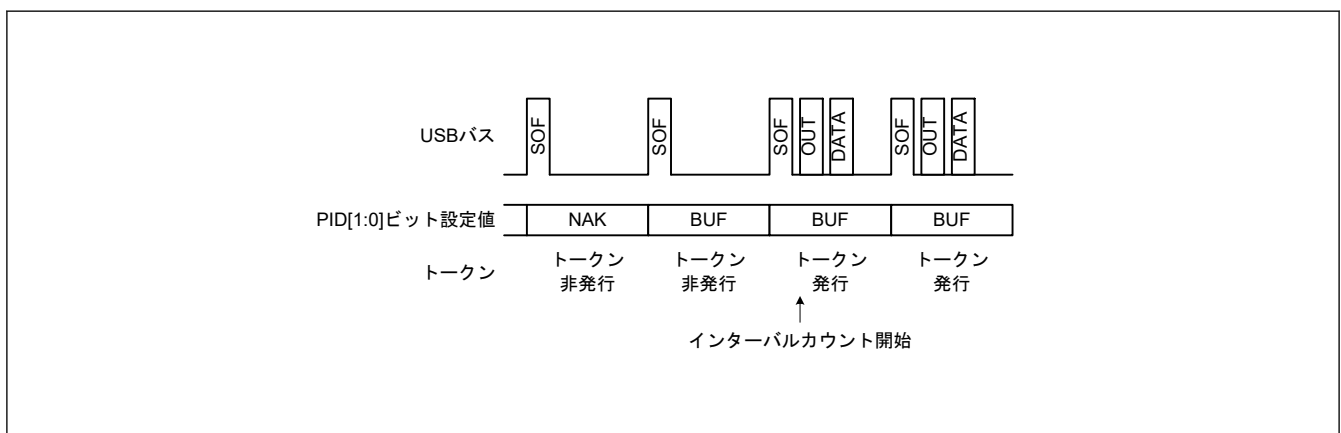 USBバス
SOF
SOF
SOF OUT DATA
SOF OUT DATA
PID[1:0]ビット設定値
NAK BUF BUF BUF
トークン
トークン
非発行
トークン
非発行
トークン
発行
トークン
発行
インターバルカウント開始